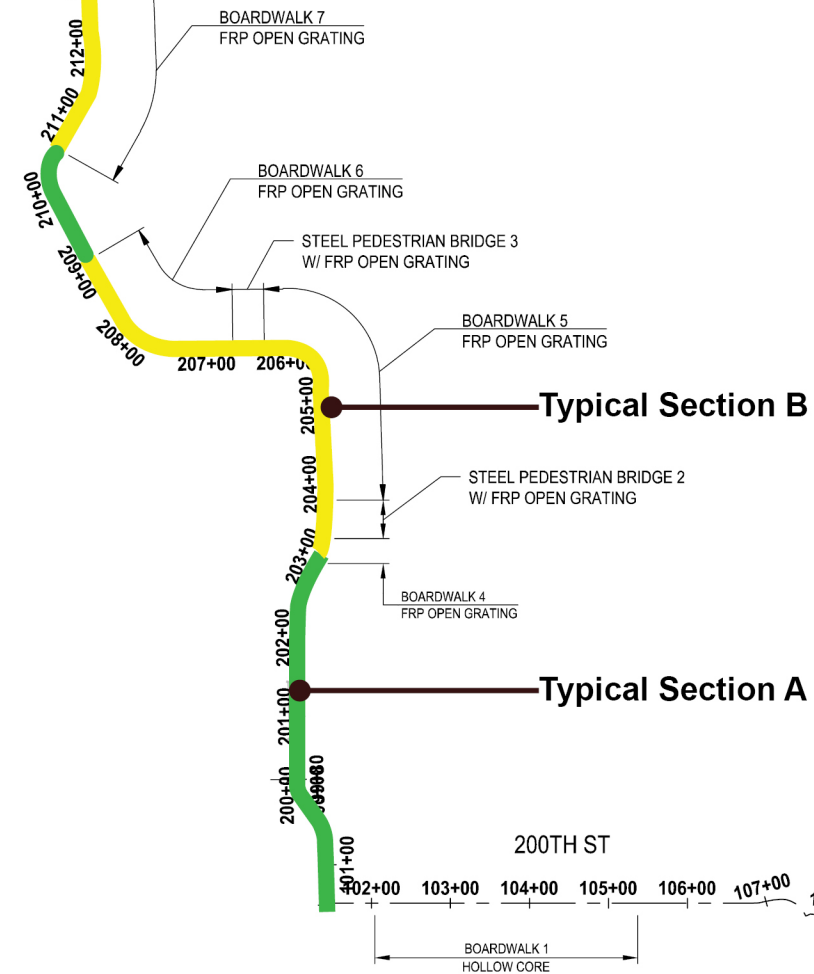 BOARDWALK 7
FRP OPEN GRATING
212+00
211+00
BOARDWALK 6
FRP OPEN GRATING
210+00
STEEL PEDESTRIAN BRIDGE 3
W/ FRP OPEN GRATING
209+00
208+00
BOARDWALK 5
FRP OPEN GRATING
207+00
206+0
205+00
Typical Section B
204+00
STEEL PEDESTRIAN BRIDGE 2
W/ FRP OPEN GRATING
203+00
BOARDWALK 4
FRP OPEN GRATING
202+00
Typical Section A
201+00
200+00
200TH ST
101+00
102+00
103+00
104+00
105+00
106+00
107+00
BOARDWALK 1
HOLLOW CORE